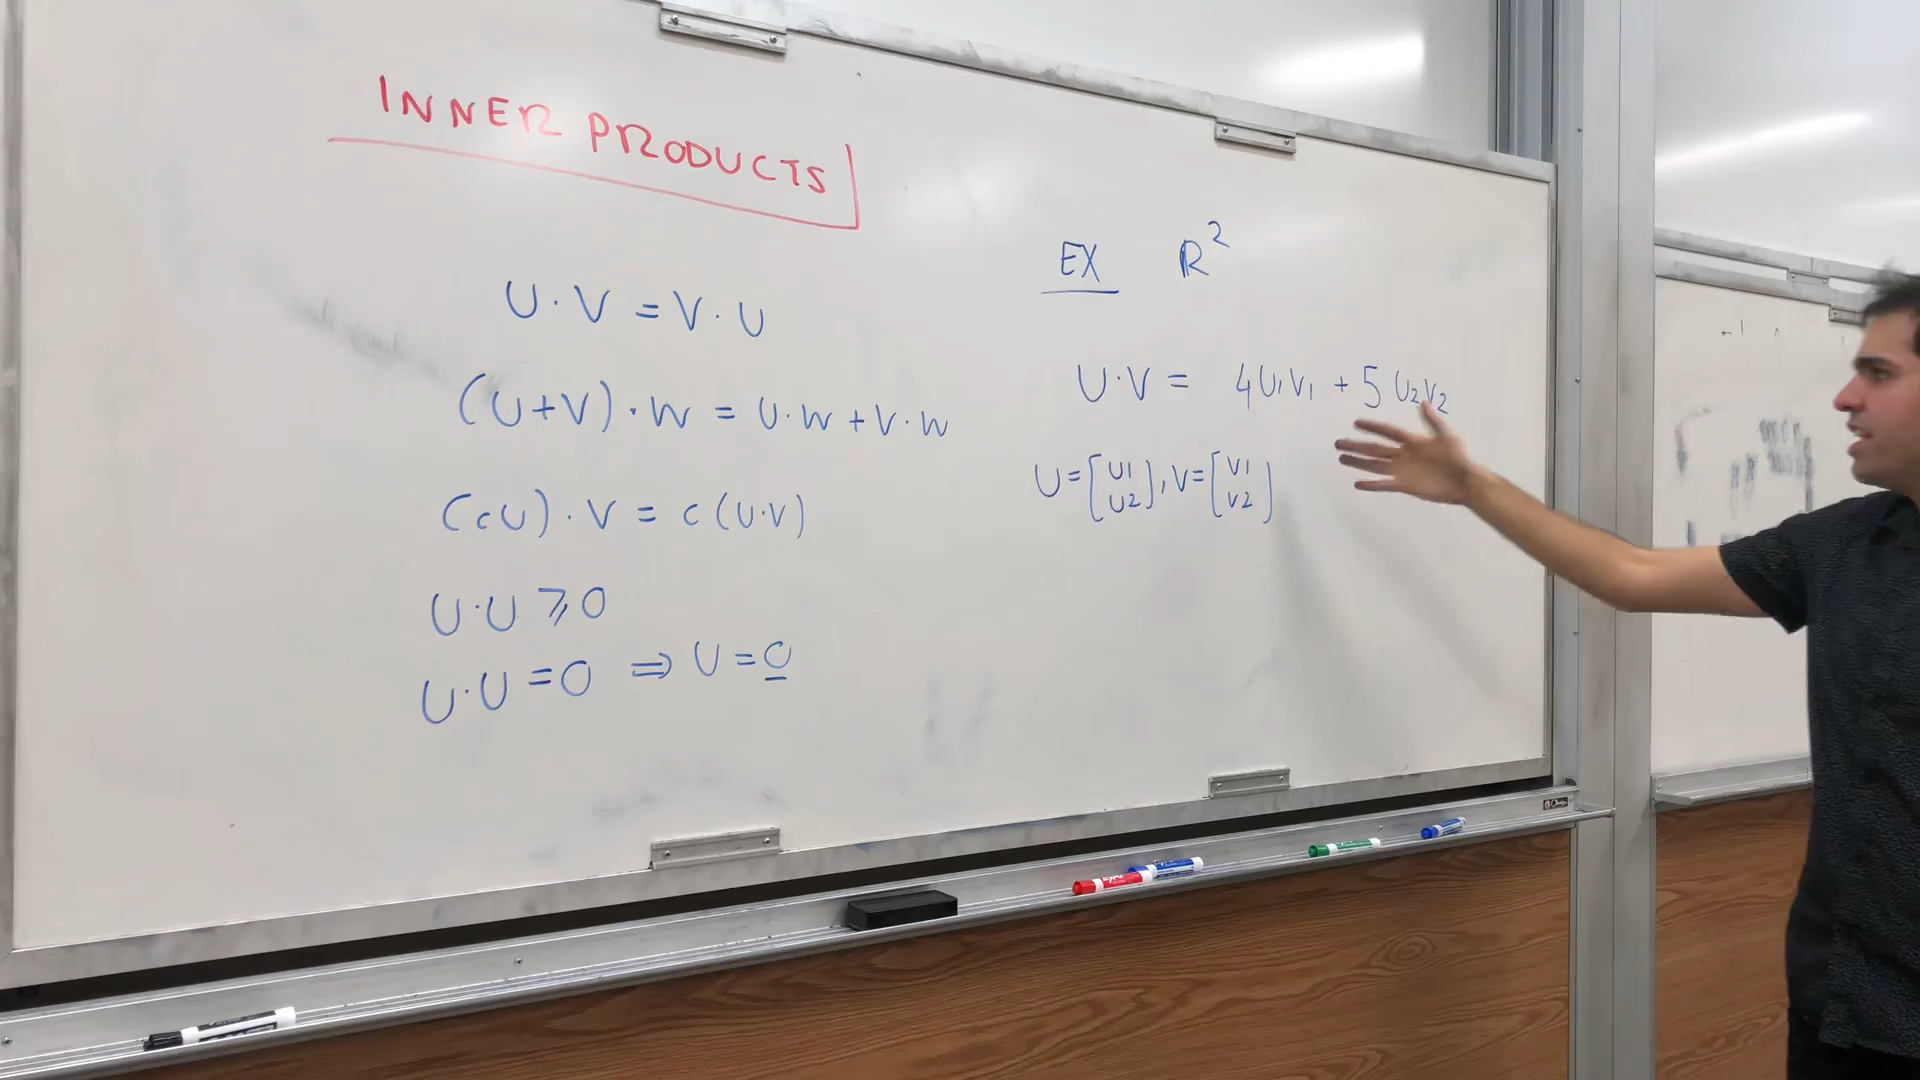 INNER PRODUCTS
U · V = V · U
(U+V) · W = U·W + V·W
(cU) · V = c(U·V)
U·U ⩾ 0
U·U = 0 ⇒ U = 0
EX ℝ²
U·V = 4U₁V₁ + 5U₂V₂
U = [U1 U2], V = [V1 V2]